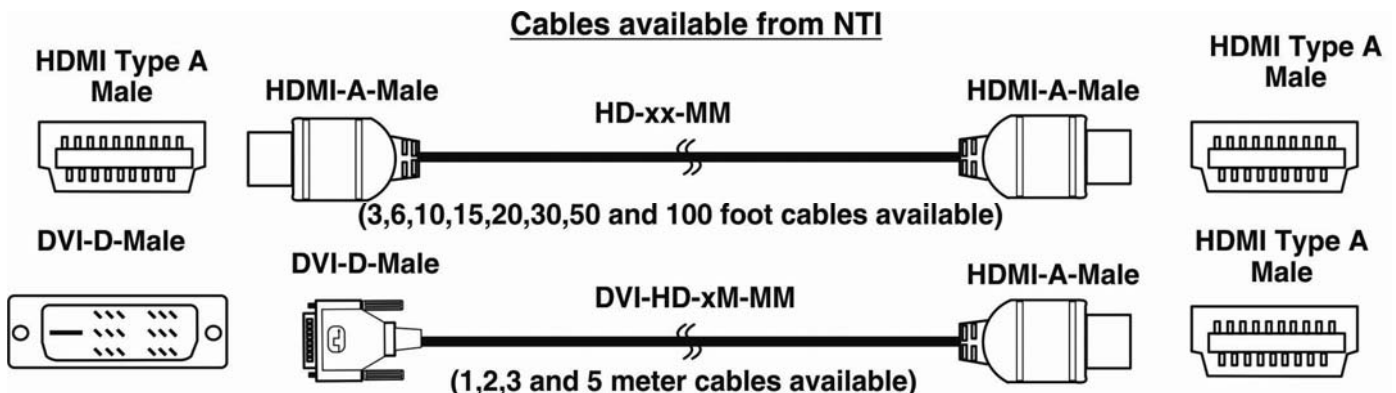 Cables available from NTI
HDMI Type A
Male
HDMI-A-Male
HD-xx-MM
HDMI-A-Male
HDMI Type A
Male
(3,6,10,15,20,30,50 and 100 foot cables available)
DVI-D-Male
DVI-D-Male
DVI-HD-xM-MM
HDMI-A-Male
HDMI Type A
Male
(1,2,3 and 5 meter cables available)